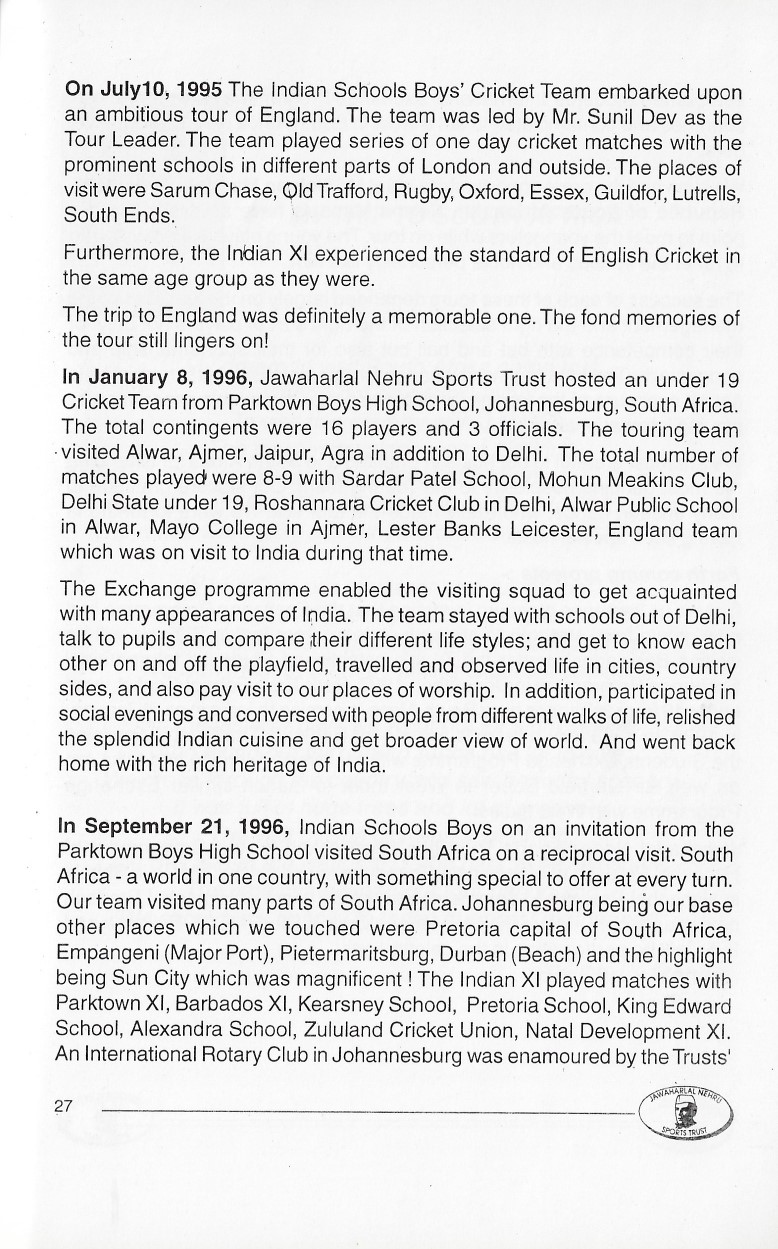 On July10, 1995 The Indian Schools Boys' Cricket Team embarked upon
an ambitious tour of England. The team was led by Mr. Sunil Dev as the
Tour Leader. The team played series of one day cricket matches with the
prominent schools in different parts of London and outside. The places of
visit were Sarum Chase, Old Trafford, Rugby, Oxford, Essex, Guildfor, Lutrells,
South Ends.
Furthermore, the Indian XI experienced the standard of English Cricket in
the same age group as they were.
The trip to England was definitely a memorable one. The fond memories of
the tour still lingers on!
In January 8, 1996, Jawaharlal Nehru Sports Trust hosted an under 19
Cricket Team from Parktown Boys High School, Johannesburg, South Africa.
The total contingents were 16 players and 3 officials. The touring team
visited Alwar, Ajmer, Jaipur, Agra in addition to Delhi. The total number of
matches played were 8-9 with Sardar Patel School, Mohun Meakins Club,
Delhi State under 19, Roshannara Cricket Club in Delhi, Alwar Public School
in Alwar, Mayo College in Ajmer, Lester Banks Leicester, England team
which was on visit to India during that time.
The Exchange programme enabled the visiting squad to get acquainted
with many appearances of India. The team stayed with schools out of Delhi,
talk to pupils and compare their different life styles; and get to know each
other on and off the playfield, travelled and observed life in cities, country
sides, and also pay visit to our places of worship. In addition, participated in
social evenings and conversed with people from different walks of life, relished
the splendid Indian cuisine and get broader view of world. And went back
home with the rich heritage of India.
In September 21, 1996, Indian Schools Boys on an invitation from the
Parktown Boys High School visited South Africa on a reciprocal visit. South
Africa - a world in one country, with something special to offer at every turn.
Our team visited many parts of South Africa. Johannesburg being our base
other places which we touched were Pretoria capital of South Africa,
Empangeni (Major Port), Pietermaritsburg, Durban (Beach) and the highlight
being Sun City which was magnificent ! The Indian XI played matches with
Parktown XI, Barbados XI, Kearsney School, Pretoria School, King Edward
School, Alexandra School, Zululand Cricket Union, Natal Development XI.
An International Rotary Club in Johannesburg was enamoured by the Trusts'
27
JAWAHARLAL NEHRU
SPORTS TRUST